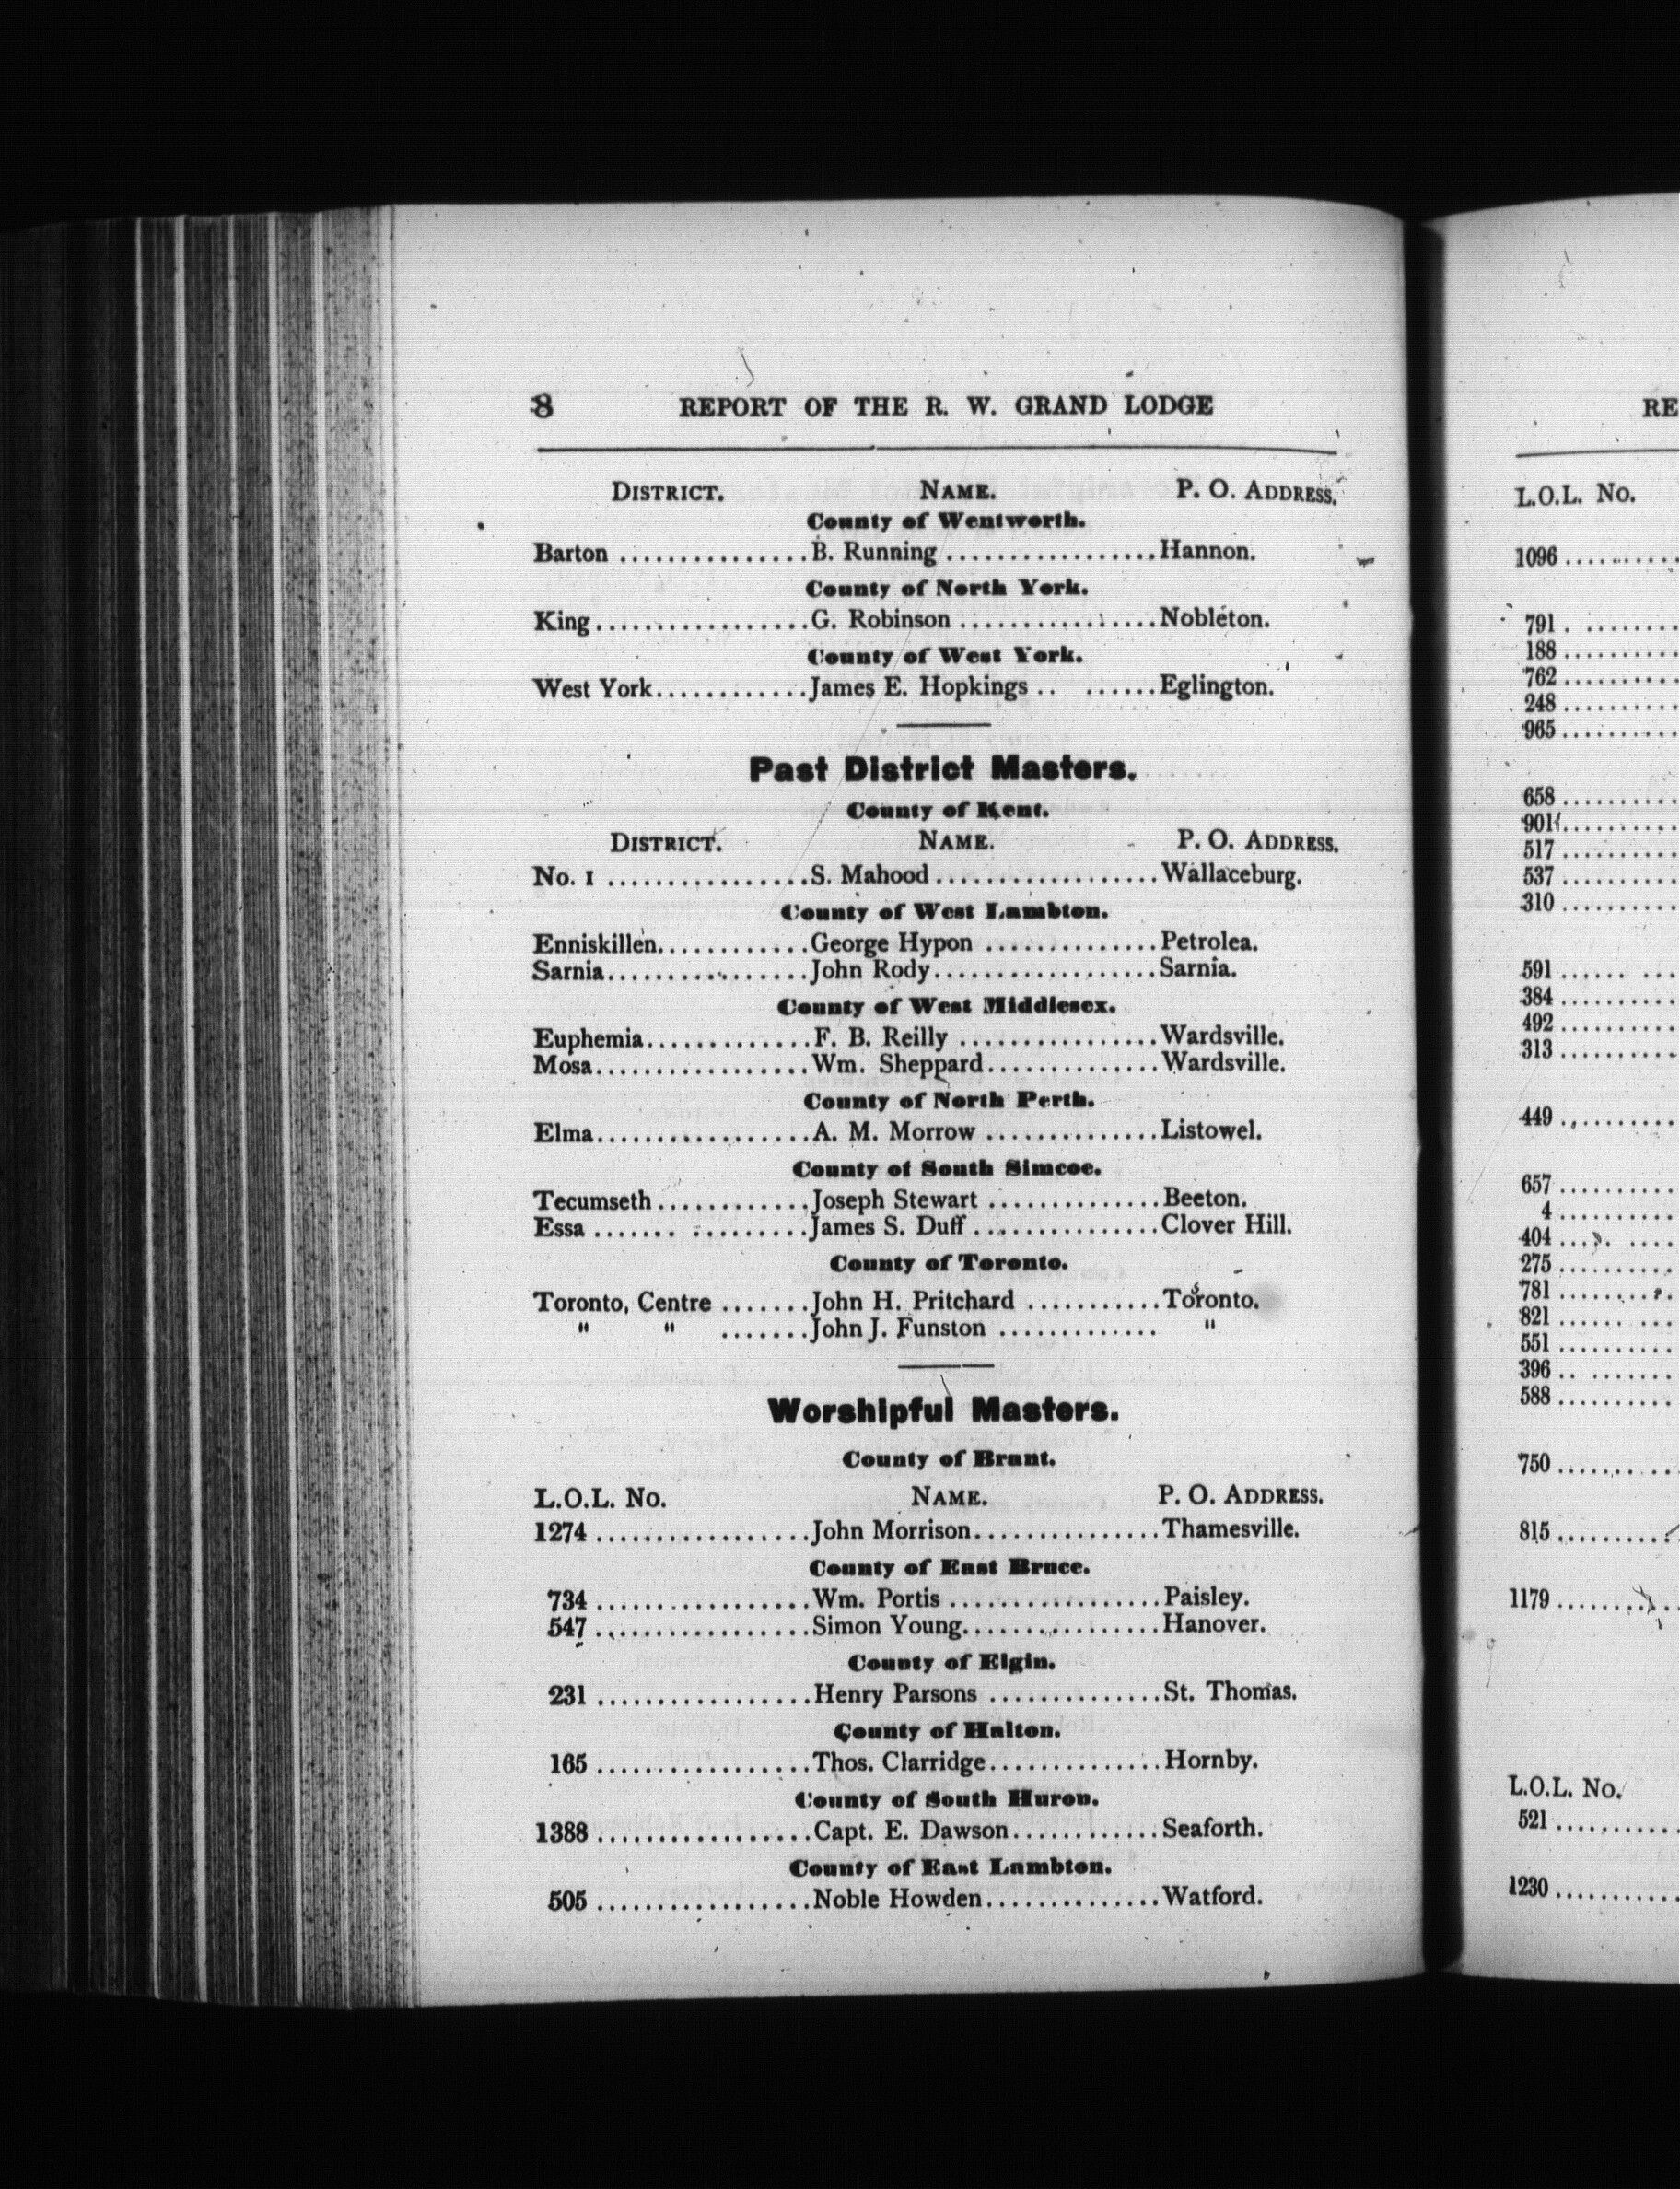 8 REPORT OF THE R. W. GRAND LODGE
DISTRICT. NAME. P. O. ADDRESS.
County of Wentworth.
Barton ............... B. Running ................. Hannon.
County of North York.
King ................. G. Robinson ................ Nobleton.
County of West York.
West York ............ James E. Hopkings .. ...... Eglington.
Past District Masters.
County of Kent.
DISTRICT. NAME. P. O. ADDRESS.
No. 1 ................ S. Mahood .................. Wallaceburg.
County of West Lambton.
Enniskillen ............ George Hypon .............. Petrolea.
Sarnia ................ John Rody .................. Sarnia.
County of West Middlesex.
Euphemia ............. F. B. Reilly ................ Wardsville.
Mosa ................. Wm. Sheppard .............. Wardsville.
County of North Perth.
Elma ................. A. M. Morrow .............. Listowel.
County of South Simcoe.
Tecumseth ............ Joseph Stewart .............. Beeton.
Essa ....... ......... James S. Duff ............... Clover Hill.
County of Toronto.
Toronto, Centre ....... John H. Pritchard ........... Toronto.
" " ....... John J. Funston ............. "
Worshipful Masters.
County of Brant.
L.O.L. No. NAME. P. O. ADDRESS.
1274 ................. John Morrison ............... Thamesville.
County of East Bruce.
734 ................. Wm. Portis ................. Paisley.
547 ................. Simon Young ................ Hanover.
County of Elgin.
231 ................. Henry Parsons .............. St. Thomas.
County of Halton.
165 ................. Thos. Clarridge .............. Hornby.
County of South Huron.
1388 ................. Capt. E. Dawson ............ Seaforth.
County of East Lambton.
505 ................. Noble Howden .............. Watford.
RE
L.O.L. No.
1096 ..........
791 . ........
188 ..........
762 ..........
248 ..........
965 ..........
658 ..........
901 ..........
517 ..........
537 ..........
310 ..........
591 ...... ...
384 ..........
492 ..........
313 ..........
449 ..........
657 ..........
4 ..........
404 ..... ....
275 ..........
781 ..........
821 ...... ...
551 ..........
396 .. .......
588 ..........
750 ..........
815 ..........
1179 ..........
L.O.L. No.
521 ..........
1230 ..........